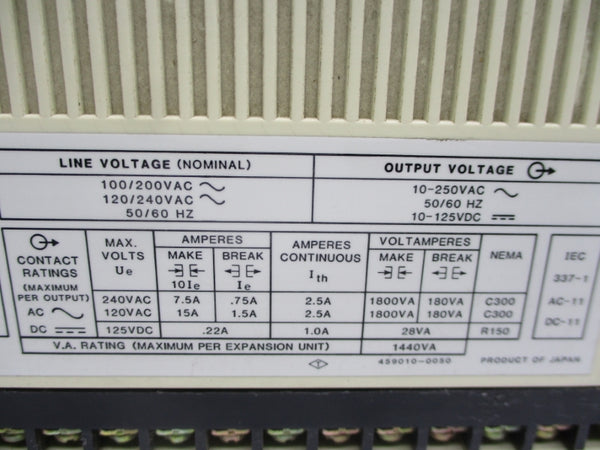 LINE VOLTAGE (NOMINAL)
100/200VAC
120/240VAC
50/60 HZ
OUTPUT VOLTAGE
10-250VAC
50/60 HZ
10-125VDC
CONTACT
RATINGS
(MAXIMUM
PER OUTPUT)
AC
DC
MAX.
VOLTS
Ue
AMPERES
MAKE BREAK
10Ie Ie
AMPERES
CONTINUOUS
Ith
VOLTAMPERES
MAKE BREAK
NEMA
IEC
337-1
AC-11
DC-11
240VAC 7.5A .75A 2.5A 1800VA 180VA C300
120VAC 15A 1.5A 2.5A 1800VA 180VA C300
125VDC .22A 1.0A 28VA R150
V.A. RATING (MAXIMUM PER EXPANSION UNIT) 1440VA
459010-0050 PRODUCT OF JAPAN